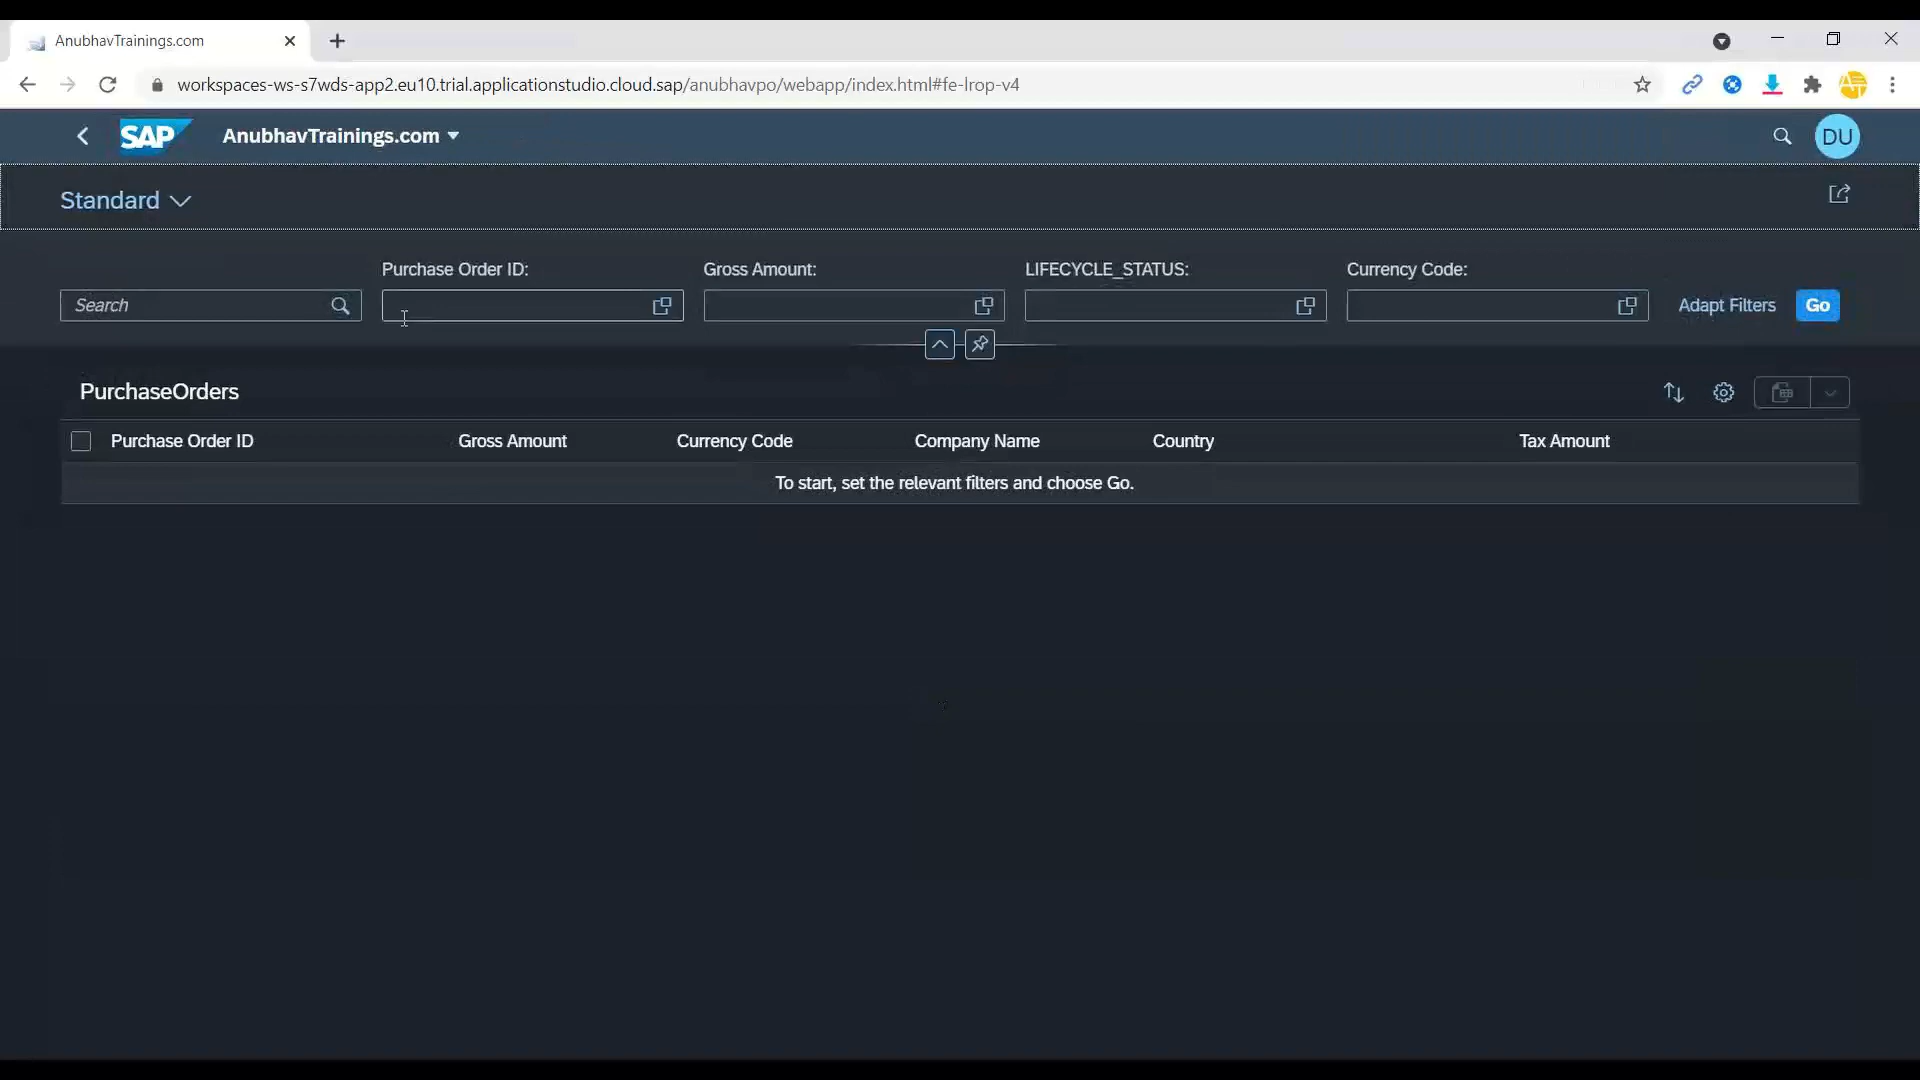 AnubhavTrainings.com
workspaces-ws-s7wds-app2.eu10.trial.applicationstudio.cloud.sap/anubhavpo/webapp/index.html#fe-lrop-v4
SAP AnubhavTrainings.com DU
Standard
Purchase Order ID: Gross Amount: LIFECYCLE_STATUS: Currency Code:
Search Adapt Filters Go
PurchaseOrders
Purchase Order ID Gross Amount Currency Code Company Name Country Tax Amount
To start, set the relevant filters and choose Go.